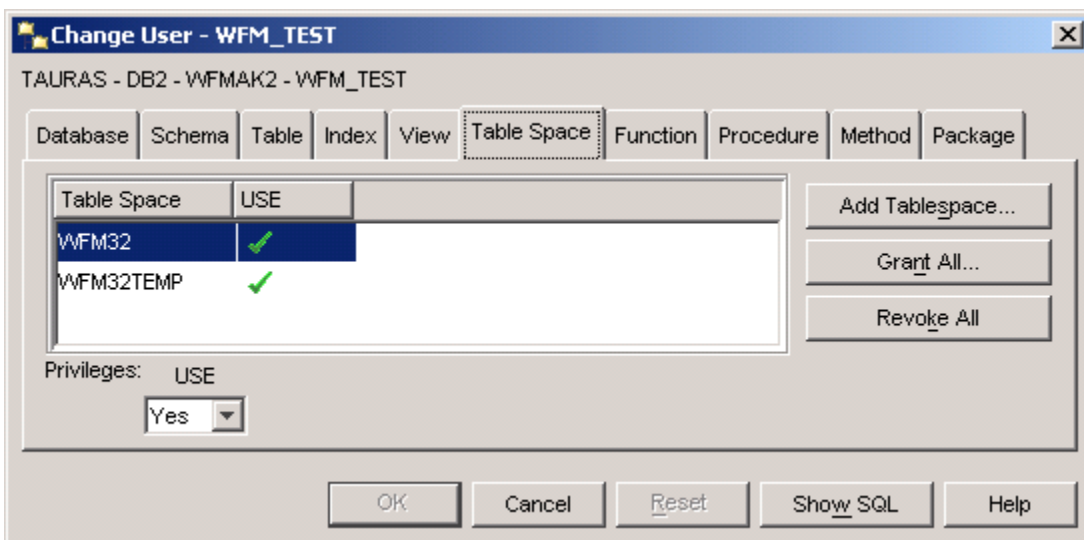 Change User - WFM_TEST
TAURAS - DB2 - WFMAK2 - WFM_TEST
Database Schema Table Index View Table Space Function Procedure Method Package
Table Space USE
WFM32
WFM32TEMP
Add Tablespace...
Grant All...
Revoke All
Privileges: USE
Yes
OK Cancel Reset Show SQL Help